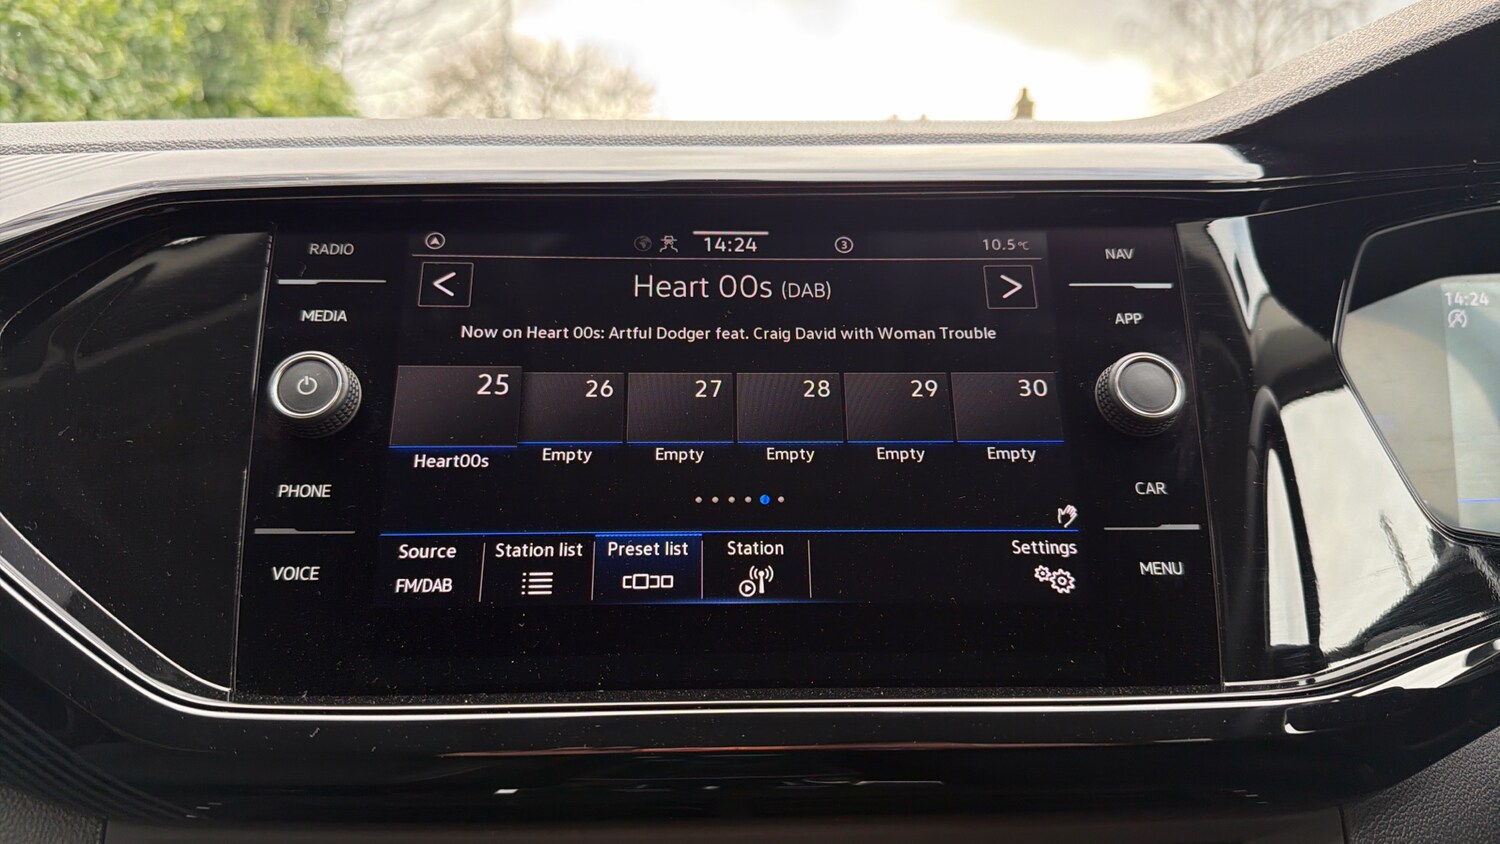 RADIO
MEDIA
PHONE
VOICE
14:24
3
10.5°C
Heart 00s (DAB)
Now on Heart 00s: Artful Dodger feat. Craig David with Woman Trouble
25 26 27 28 29 30
Heart00s Empty Empty Empty Empty Empty
Source Station list Preset list Station Settings
FM/DAB
NAV
APP
CAR
MENU
14:24